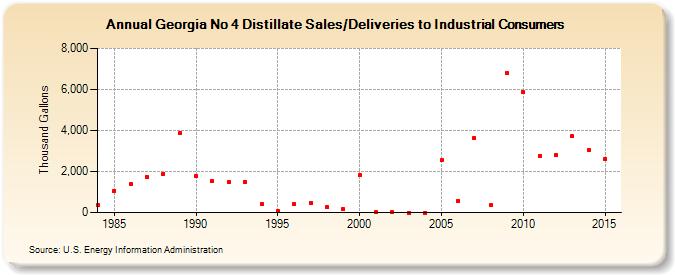 Annual Georgia No 4 Distillate Sales/Deliveries to Industrial Consumers
Thousand Gallons
8,000
6,000
4,000
2,000
0
1985 1990 1995 2000 2005 2010 2015
Source: U.S. Energy Information Administration